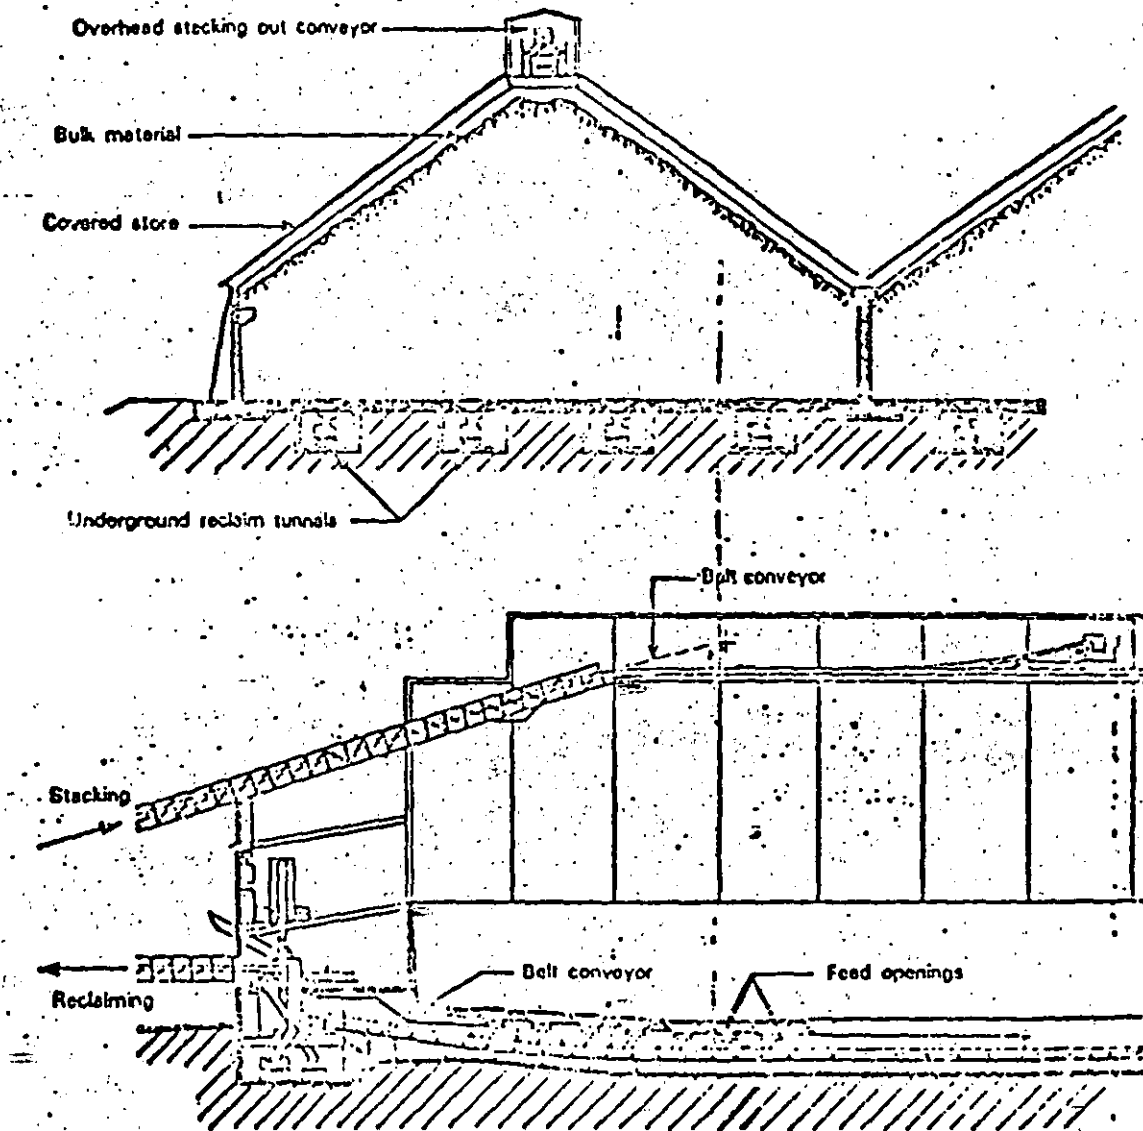 Overhead stacking out conveyor
Bulk material
Covered store
Underground reclaim tunnels
Belt conveyor
Stacking
Reclaiming
Belt conveyor
Feed openings